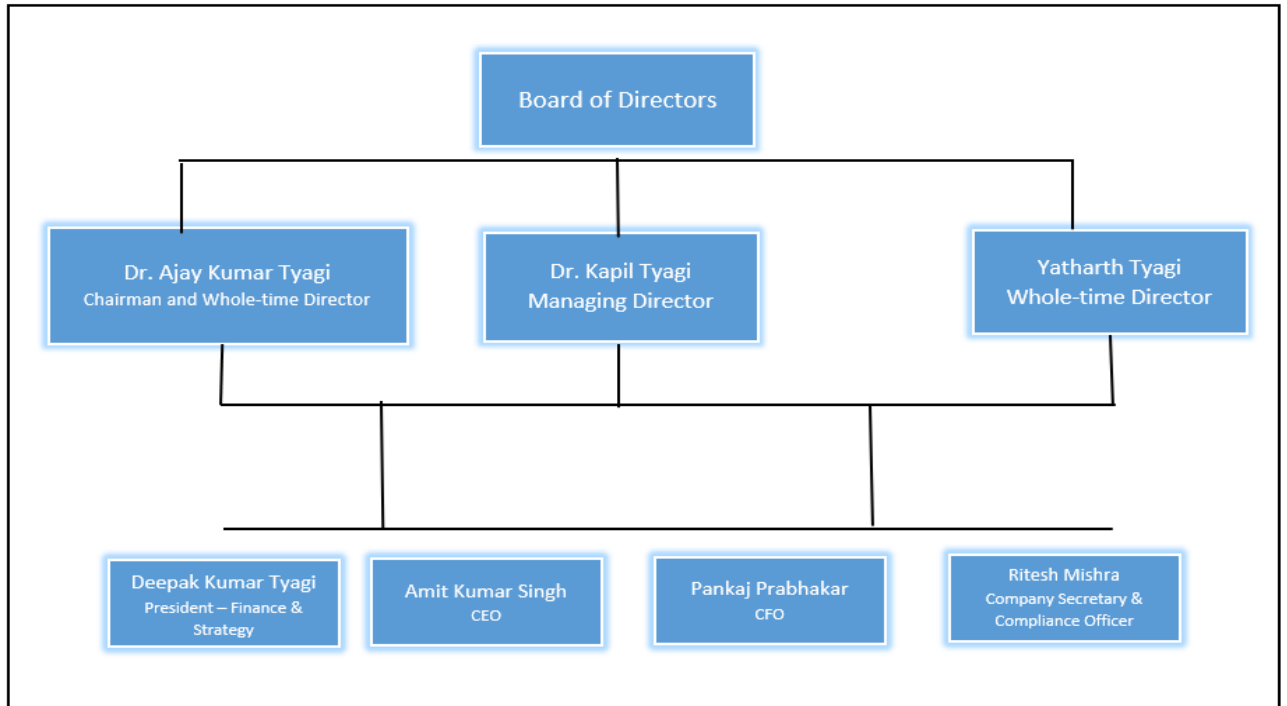 Board of Directors
Dr. Ajay Kumar Tyagi
Chairman and Whole-time Director
Dr. Kapil Tyagi
Managing Director
Yatharth Tyagi
Whole-time Director
Deepak Kumar Tyagi
President – Finance &
Strategy
Amit Kumar Singh
CEO
Pankaj Prabhakar
CFO
Ritesh Mishra
Company Secretary &
Compliance Officer